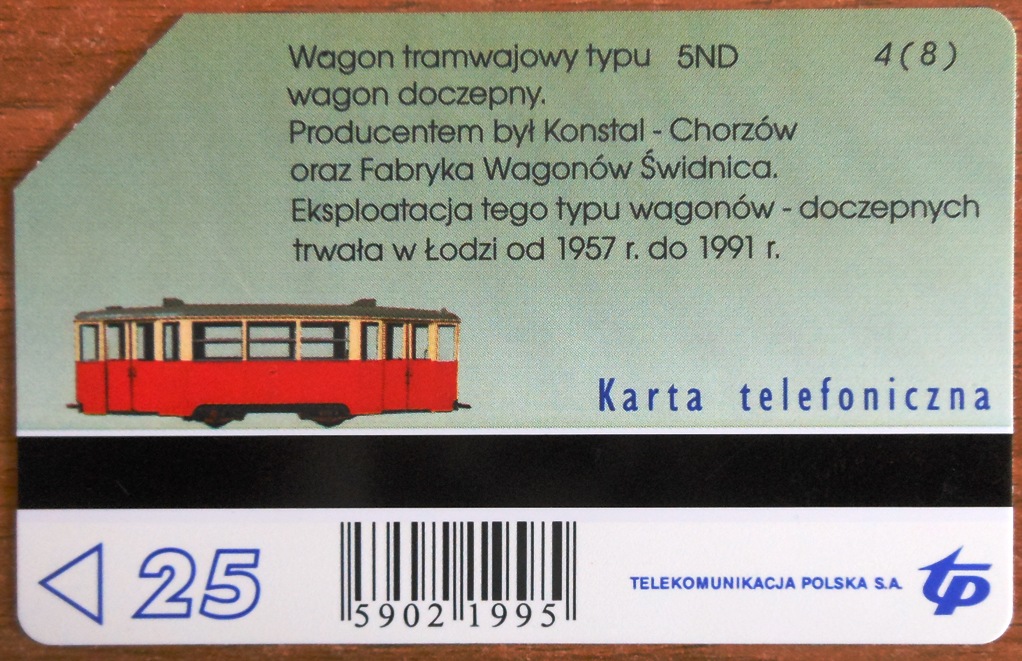 Wagon tramwajowy typu 5ND 4(8)
wagon doczepny.
Producentem był Konstal - Chorzów
oraz Fabryka Wagonów Świdnica.
Eksploatacja tego typu wagonów - doczepnych
trwała w Łodzi od 1957 r. do 1991 r.
Karta telefoniczna
25
5902 1995
TELEKOMUNIKACJA POLSKA S.A.
tp